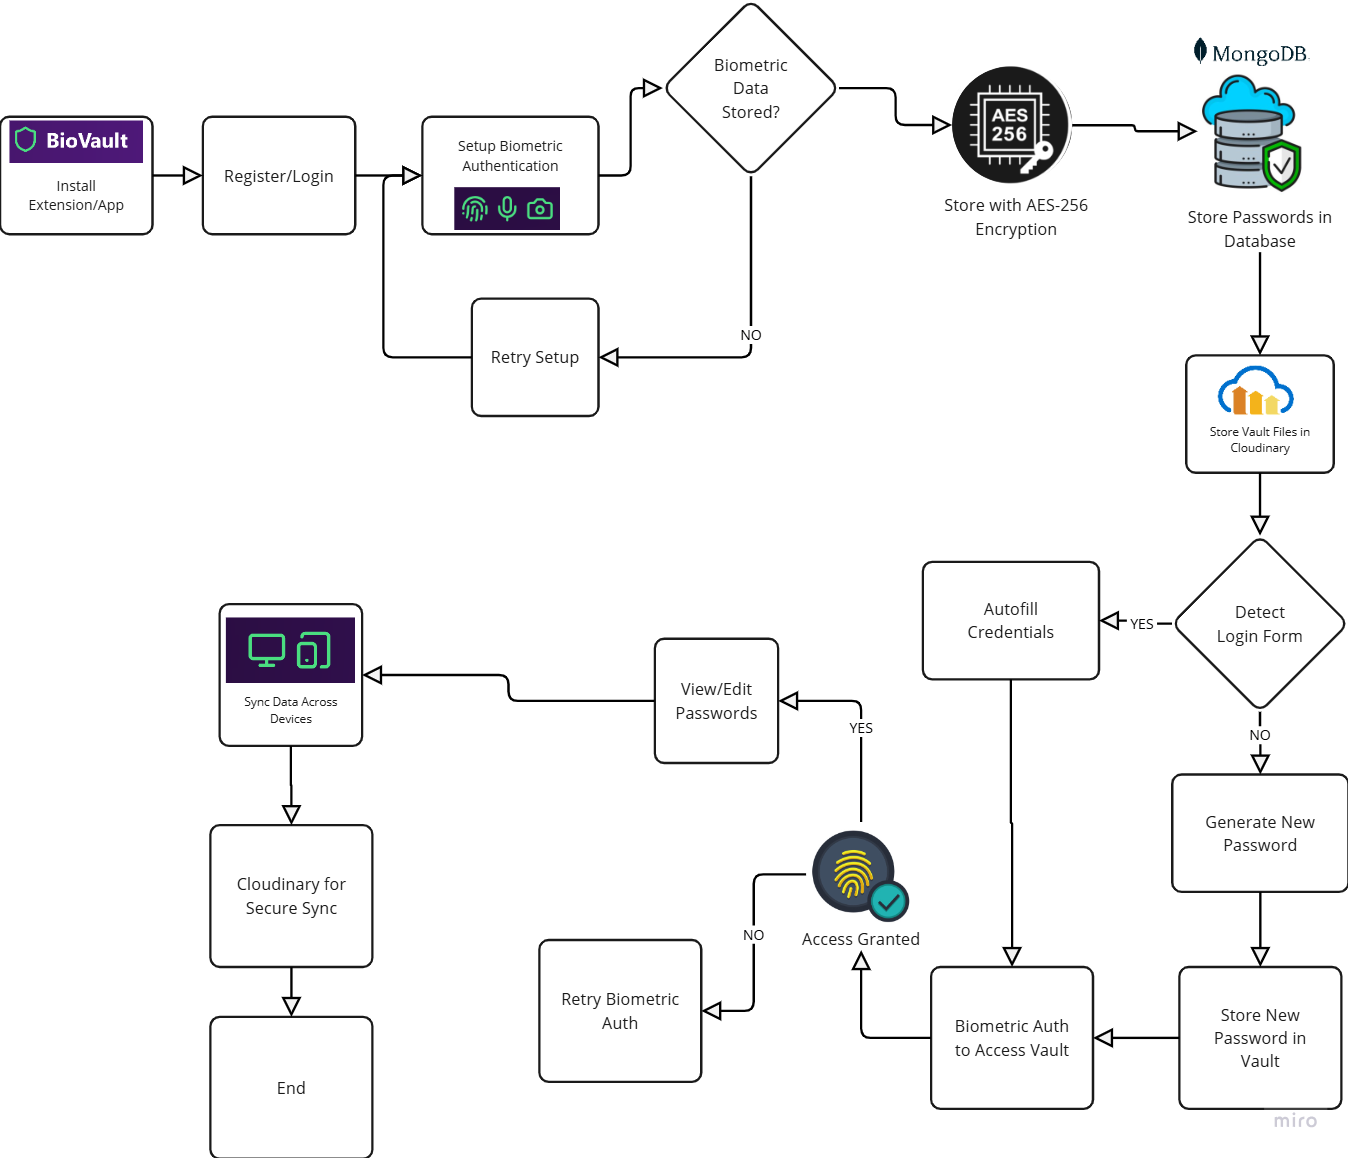 BioVault
Install
Extension/App
Register/Login
Setup Biometric
Authentication
Biometric
Data
Stored?
AES
256
Store with AES-256
Encryption
MongoDB
Store Passwords in
Database
NO
Retry Setup
Store Vault Files in
Cloudinary
Detect
Login Form
YES
Autofill
Credentials
NO
Generate New
Password
Store New
Password in
Vault
Biometric Auth
to Access Vault
Access Granted
YES
View/Edit
Passwords
NO
Retry Biometric
Auth
Sync Data Across
Devices
Cloudinary for
Secure Sync
End
miro